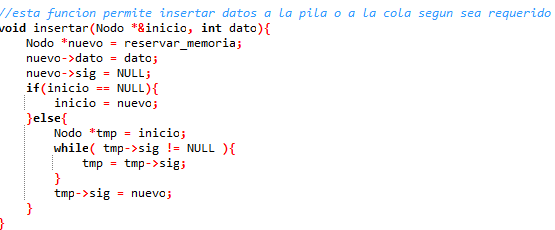 //esta funcion permite insertar datos a la pila o a la cola segun sea requerido
void insertar(Nodo *&inicio, int dato){
    Nodo *nuevo = reservar_memoria;
    nuevo->dato = dato;
    nuevo->sig = NULL;
    if(inicio == NULL){
        inicio = nuevo;
    }else{
        Nodo *tmp = inicio;
        while( tmp->sig != NULL ){
            tmp = tmp->sig;
        }
        tmp->sig = nuevo;
    }
}